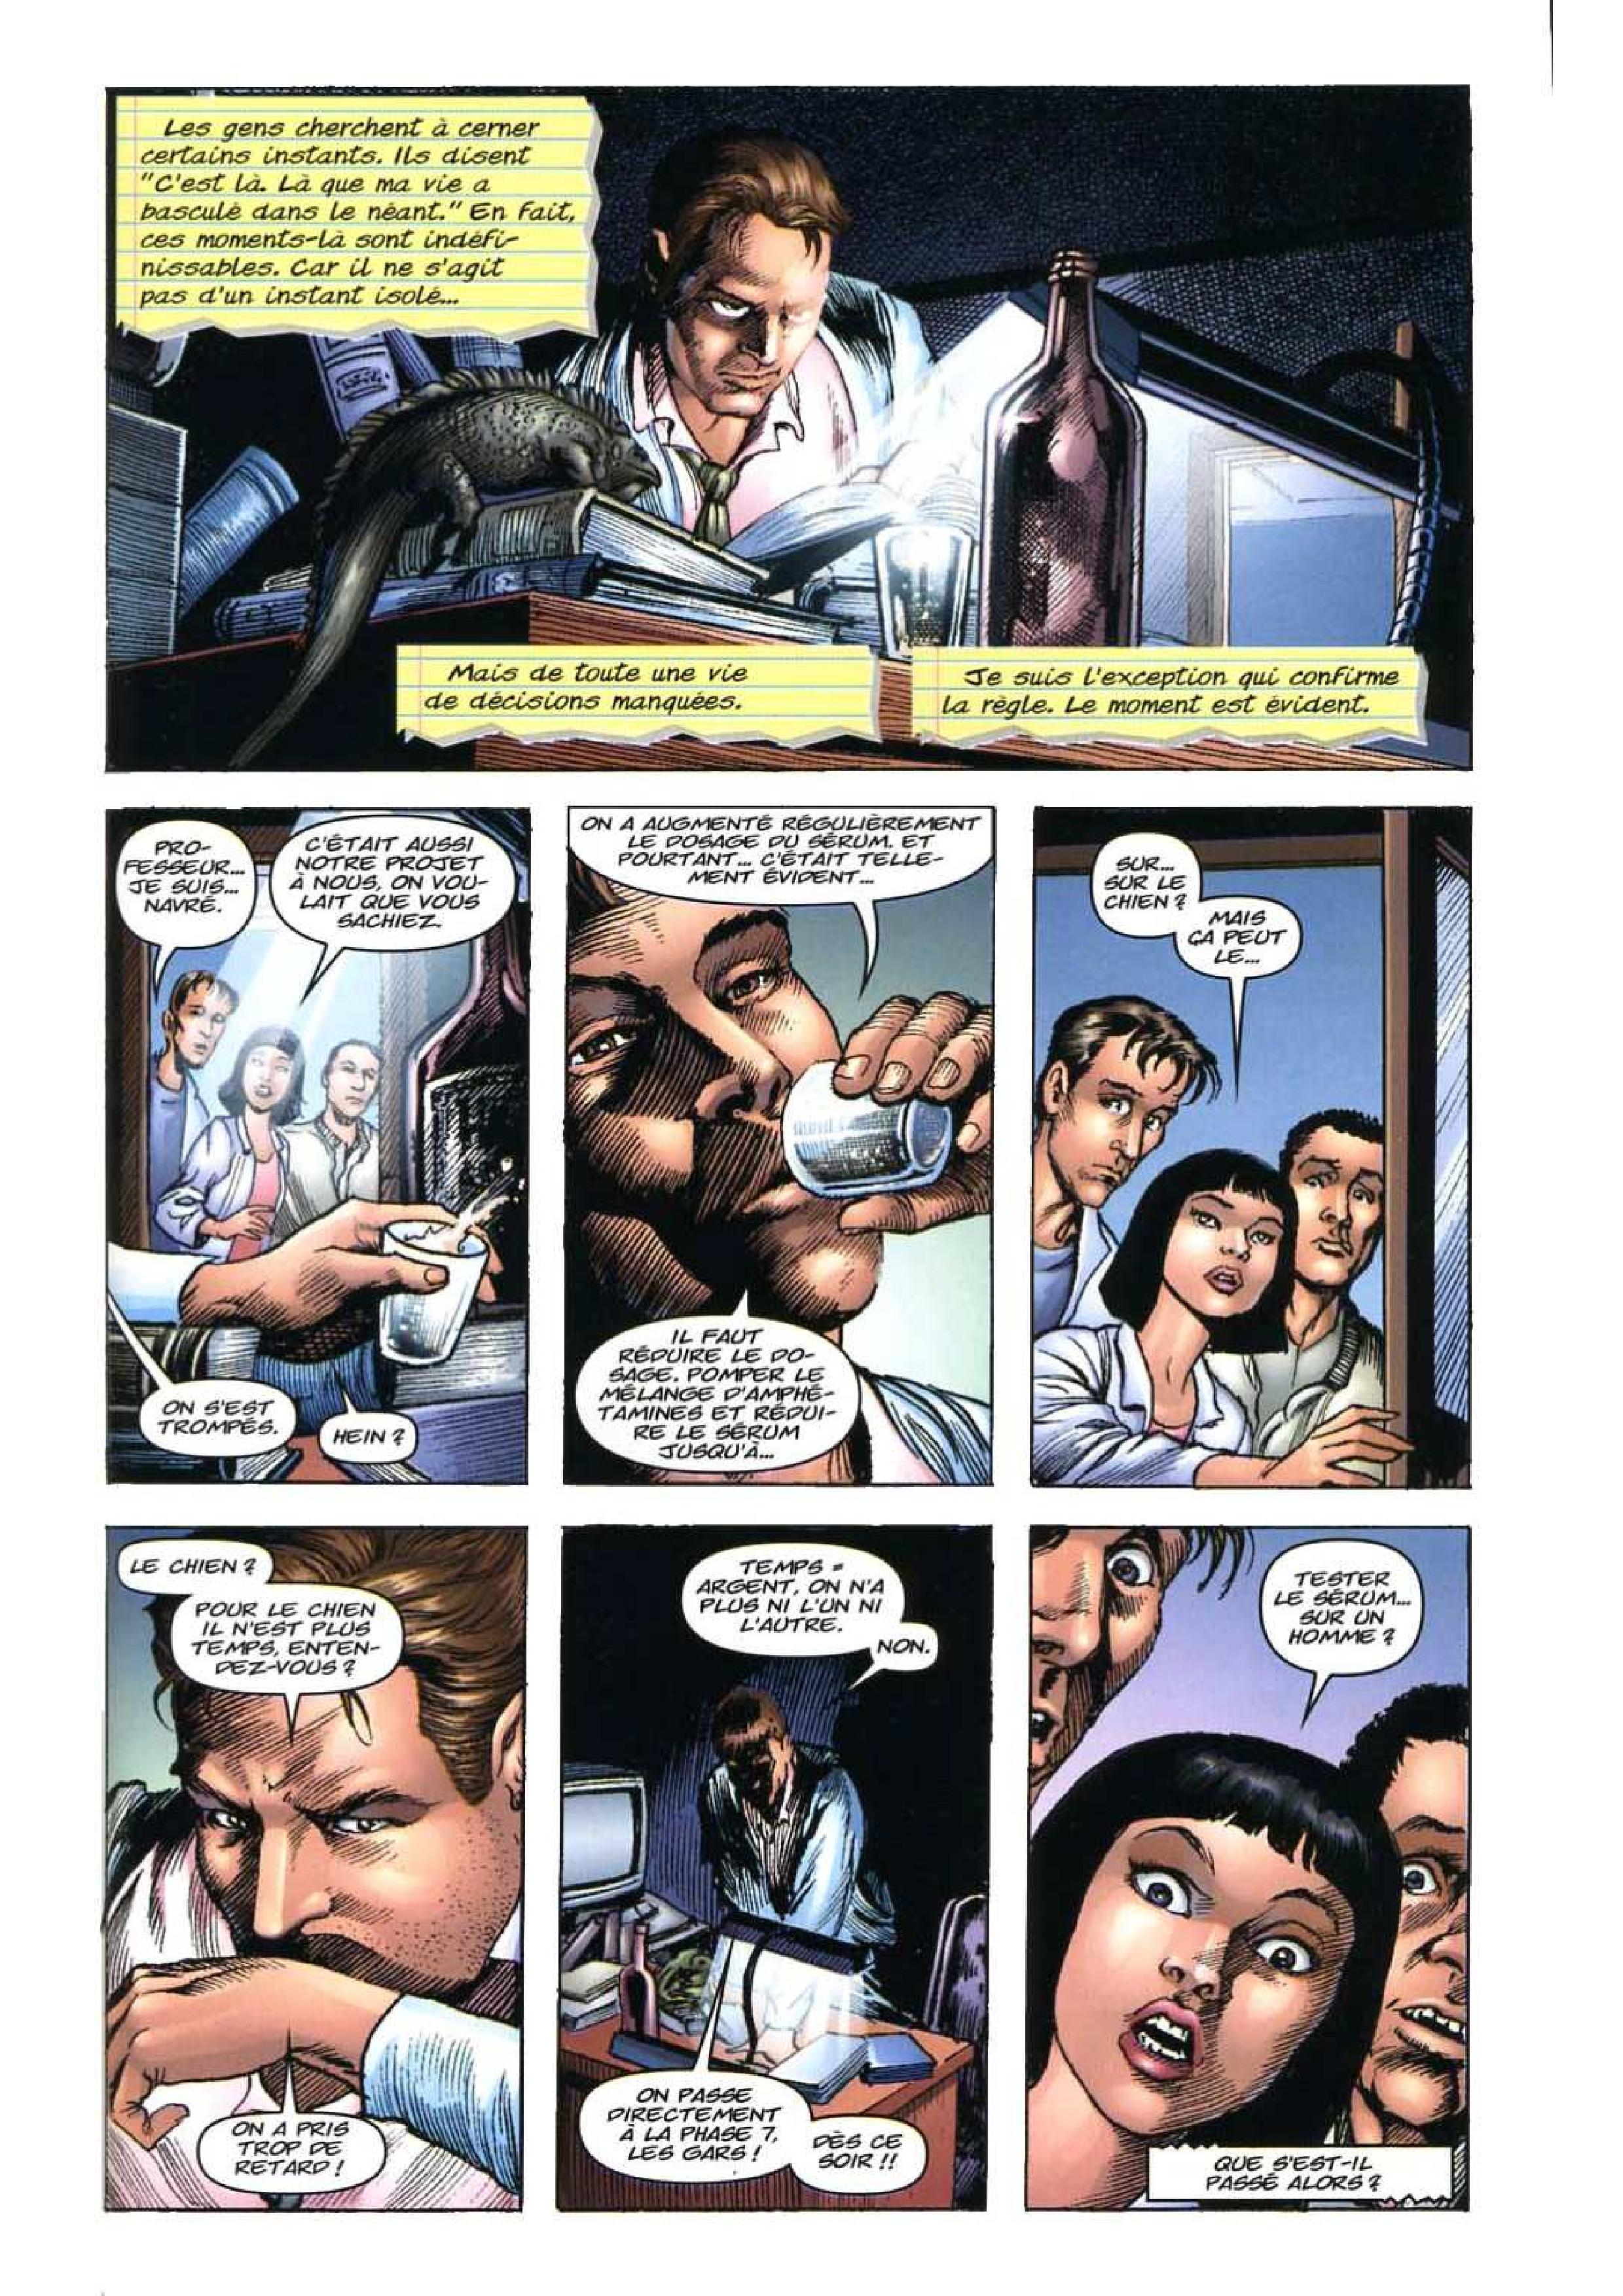 Les gens cherchent à cerner
certains instants. Ils disent
"C'est là. Là que ma vie a
basculé dans le néant." En fait,
ces moments-là sont indéfi-
nissables. Car il ne s'agit
pas d'un instant isolé...
Mais de toute une vie
de décisions manquées.
Je suis l'exception qui confirme
la règle. Le moment est évident.
PRO-
FESSEUR...
JE SUIS...
NAVRÉ.
C'ÉTAIT AUSSI
NOTRE PROJET
À NOUS, ON VOU-
LAIT QUE VOUS
SACHIEZ.
ON S'EST
TROMPÉS.
HEIN ?
ON A AUGMENTÉ RÉGULIÈREMENT
LE DOSAGE DU SÉRUM. ET
POURTANT... C'ÉTAIT TELLE-
MENT ÉVIDENT...
IL FAUT
RÉDUIRE LE DO-
SAGE. POMPER LE
MÉLANGE D'AMPHÉ-
TAMINES ET RÉDUI-
RE LE SÉRUM
JUSQU'À...
SUR...
SUR LE
CHIEN ?
MAIS
ÇA PEUT
LE...
LE CHIEN ?
POUR LE CHIEN
IL N'EST PLUS
TEMPS, ENTEN-
DEZ-VOUS ?
ON A PRIS
TROP DE
RETARD !
TEMPS =
ARGENT, ON N'A
PLUS NI L'UN NI
L'AUTRE.
NON.
ON PASSE
DIRECTEMENT
À LA PHASE 7,
LES GARS !
DÈS CE
SOIR !!
TESTER
LE SÉRUM...
SUR UN
HOMME ?
QUE S'EST-IL
PASSÉ ALORS ?